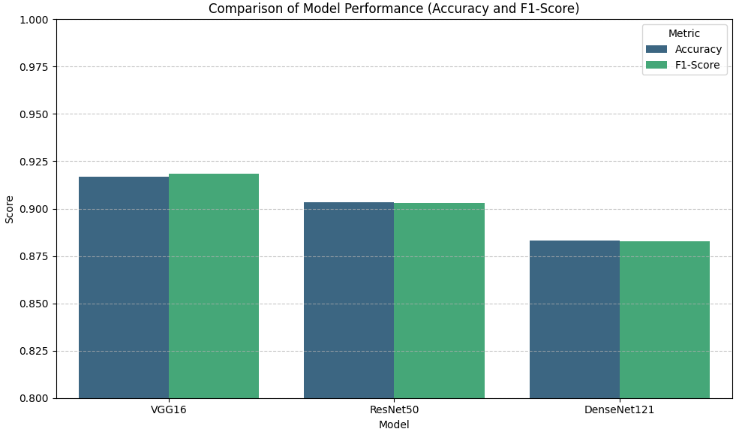 Comparison of Model Performance (Accuracy and F1-Score)
Metric
Accuracy
F1-Score
1.000
0.975
0.950
0.925
0.900
0.875
0.850
0.825
0.800
Score
VGG16
ResNet50
DenseNet121
Model